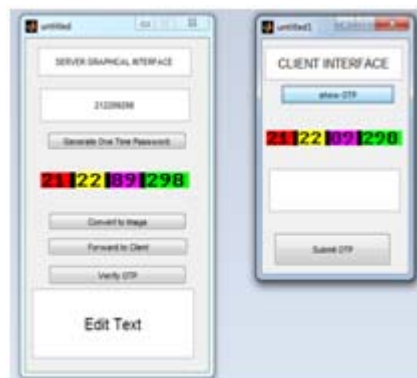 untitled
SERVER GRAPHICAL INTERFACE
212289298
Generate One Time Password
21 22 89 298
Convert to Image
Forward to Client
Verify OTP
Edit Text
untitled1
CLIENT INTERFACE
show OTP
21 22 89 298
Submit OTP